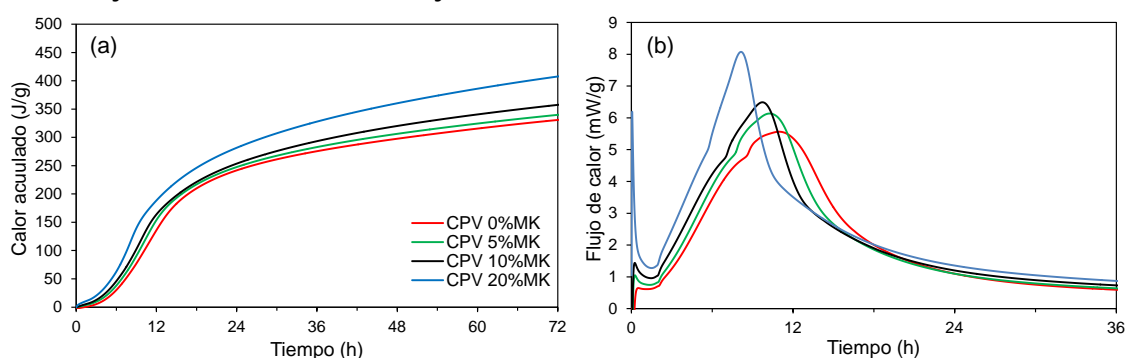 (a)
Calor acuulado (J/g)
500
450
400
350
300
250
200
150
100
50
0
0 12 24 36 48 60 72
Tiempo (h)
CPV 0%MK
CPV 5%MK
CPV 10%MK
CPV 20%MK
(b)
Flujo de calor (mW/g)
9
8
7
6
5
4
3
2
1
0
0 12 24 36
Tiempo (h)